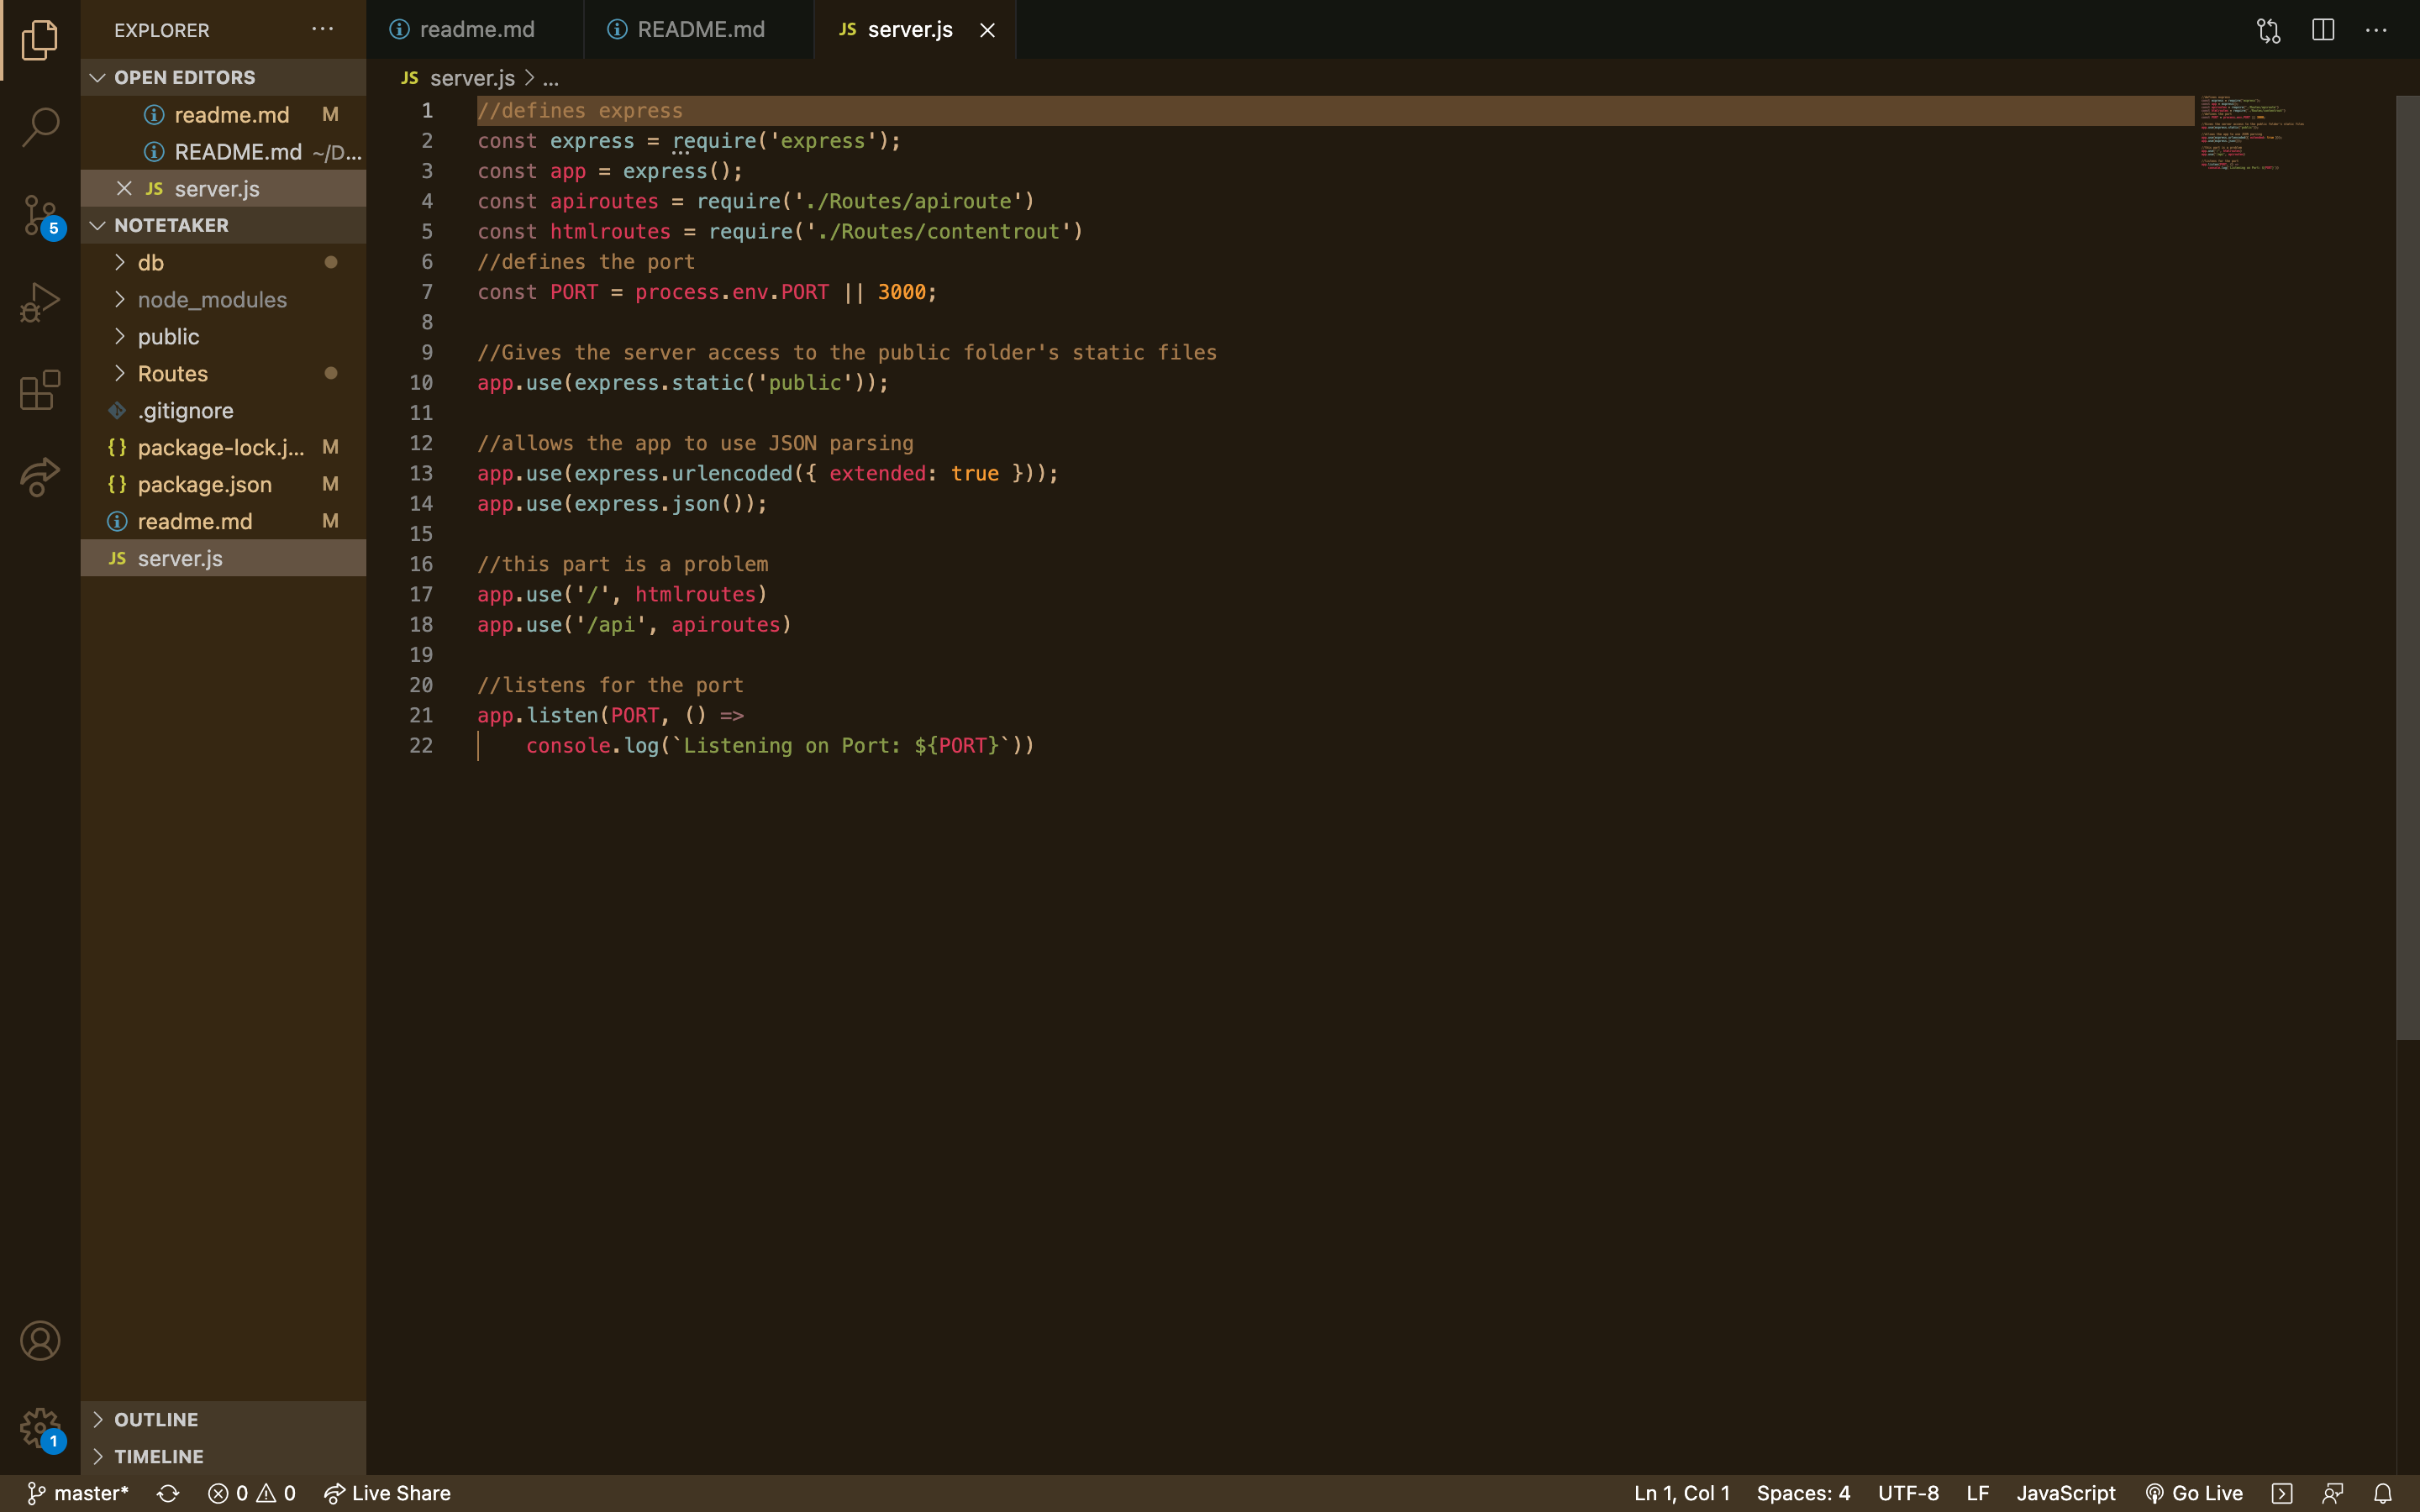 EXPLORER
readme.md
README.md
JS server.js
OPEN EDITORS
readme.md M
README.md ~/D...
JS server.js
NOTETAKER
db
node_modules
public
Routes
.gitignore
{} package-lock.j... M
{} package.json M
readme.md M
JS server.js
OUTLINE
TIMELINE
5
1
JS server.js > ...
1 //defines express
2 const express = require('express');
3 const app = express();
4 const apiroutes = require('./Routes/apiroute')
5 const htmlroutes = require('./Routes/contentrout')
6 //defines the port
7 const PORT = process.env.PORT || 3000;
8
9 //Gives the server access to the public folder's static files
10 app.use(express.static('public'));
11
12 //allows the app to use JSON parsing
13 app.use(express.urlencoded({ extended: true }));
14 app.use(express.json());
15
16 //this part is a problem
17 app.use('/', htmlroutes)
18 app.use('/api', apiroutes)
19
20 //listens for the port
21 app.listen(PORT, () =>
22     console.log(`Listening on Port: ${PORT}`))
master* 0 0 Live Share Ln 1, Col 1 Spaces: 4 UTF-8 LF JavaScript Go Live